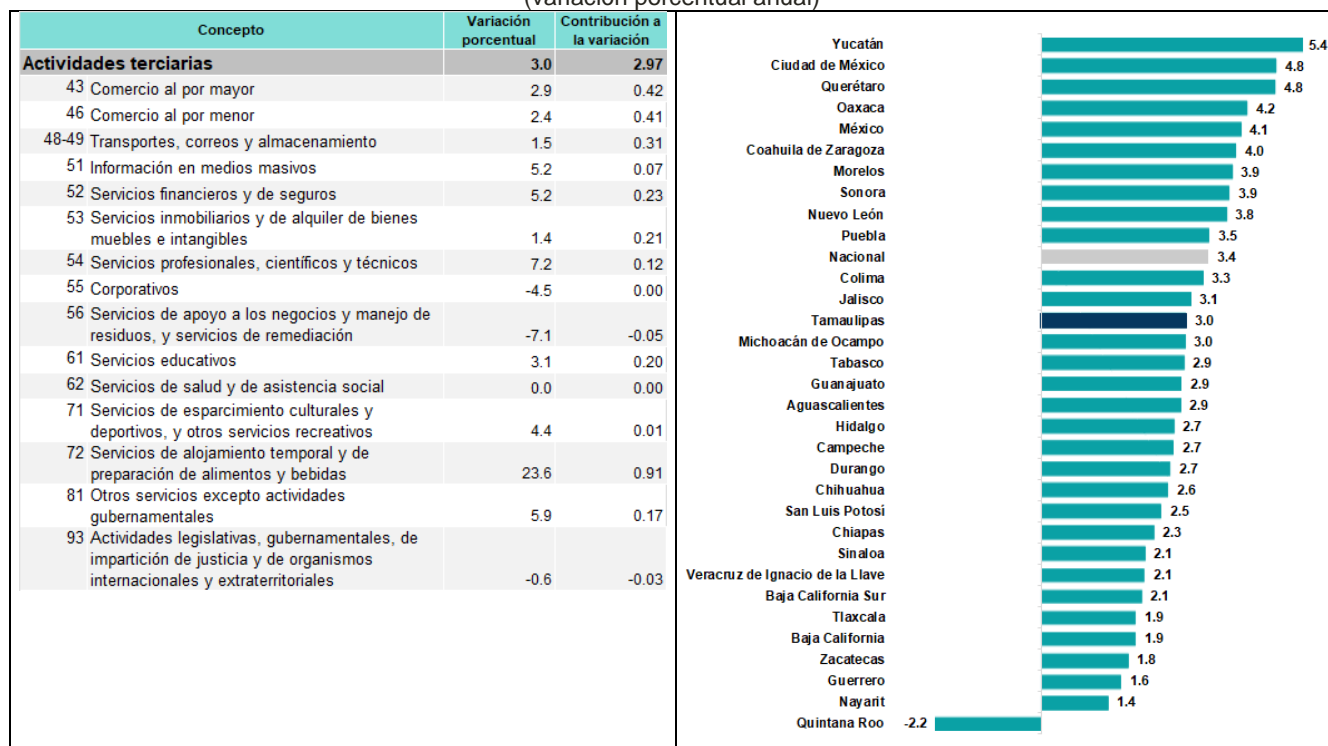 (variación porcentual anual)
Concepto
Variación porcentual
Contribución a la variación
Actividades terciarias 3.0 2.97
43 Comercio al por mayor 2.9 0.42
46 Comercio al por menor 2.4 0.41
48-49 Transportes, correos y almacenamiento 1.5 0.31
51 Información en medios masivos 5.2 0.07
52 Servicios financieros y de seguros 5.2 0.23
53 Servicios inmobiliarios y de alquiler de bienes
muebles e intangibles 1.4 0.21
54 Servicios profesionales, científicos y técnicos 7.2 0.12
55 Corporativos -4.5 0.00
56 Servicios de apoyo a los negocios y manejo de
residuos, y servicios de remediación -7.1 -0.05
61 Servicios educativos 3.1 0.20
62 Servicios de salud y de asistencia social 0.0 0.00
71 Servicios de esparcimiento culturales y
deportivos, y otros servicios recreativos 4.4 0.01
72 Servicios de alojamiento temporal y de
preparación de alimentos y bebidas 23.6 0.91
81 Otros servicios excepto actividades
gubernamentales 5.9 0.17
93 Actividades legislativas, gubernamentales, de
impartición de justicia y de organismos
internacionales y extraterritoriales -0.6 -0.03
Yucatán 5.4
Ciudad de México 4.8
Querétaro 4.8
Oaxaca 4.2
México 4.1
Coahuila de Zaragoza 4.0
Morelos 3.9
Sonora 3.9
Nuevo León 3.8
Puebla 3.5
Nacional 3.4
Colima 3.3
Jalisco 3.1
Tamaulipas 3.0
Michoacán de Ocampo 3.0
Tabasco 2.9
Guanajuato 2.9
Aguascalientes 2.9
Hidalgo 2.7
Campeche 2.7
Durango 2.7
Chihuahua 2.6
San Luis Potosí 2.5
Chiapas 2.3
Sinaloa 2.1
Veracruz de Ignacio de la Llave 2.1
Baja California Sur 2.1
Tlaxcala 1.9
Baja California 1.9
Zacatecas 1.8
Guerrero 1.6
Nayarit 1.4
Quintana Roo -2.2